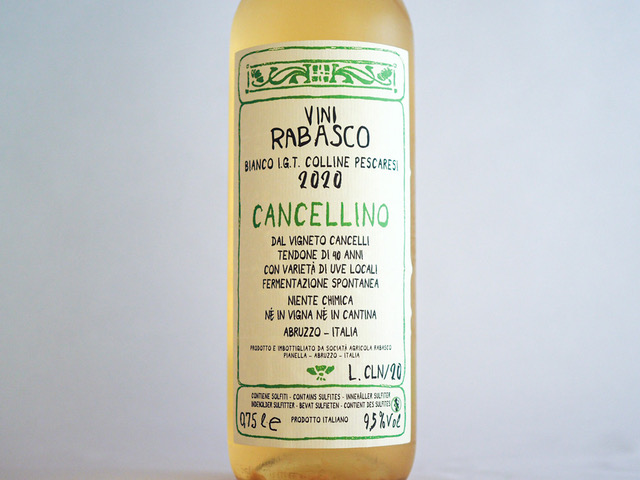 VINI
RABASCO
BIANCO I.G.T. COLLINE PESCARESI
2020
CANCELLINO
DAL VIGNETO CANCELLI
TENDONE DI 40 ANNI
CON VARIETÀ DI UVE LOCALI
FERMENTAZIONE SPONTANEA
NIENTE CHIMICA
NÉ IN VIGNA NÉ IN CANTINA
ABRUZZO – ITALIA
PRODOTTO E IMBOTTIGLIATO DA SOCIATÀ AGRICOLA RABASCO
PIANELLA – ABRUZZO – ITALIA
L. CLN/20
CONTIENE SOLFITI - CONTAINS SULFITES - INNEHÅLLER SULFITER
INDEHOLDER SULFITTER - BEVAT SULFIETEN - CONTIENT DES SULFITES
0,75 l e PRODOTTO ITALIANO 9,5% Vol